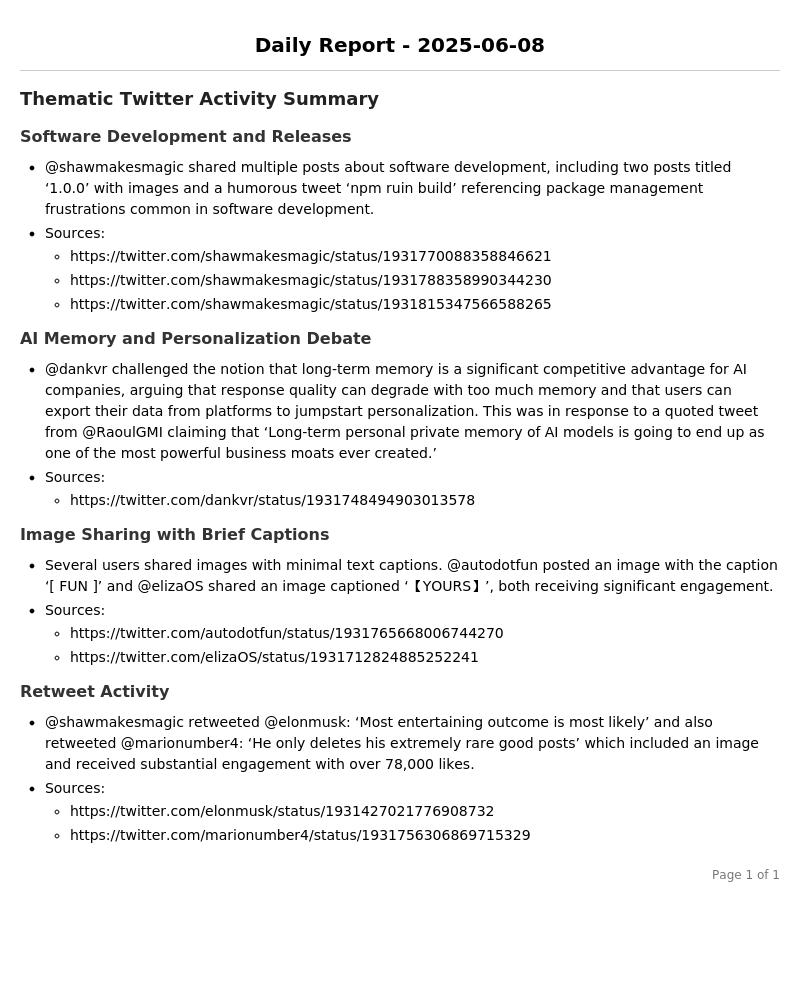 Daily Report - 2025-06-08
Thematic Twitter Activity Summary
Software Development and Releases
• @shawmakesmagic shared multiple posts about software development, including two posts titled
‘1.0.0’ with images and a humorous tweet ‘npm ruin build’ referencing package management
frustrations common in software development.
• Sources:
◦ https://twitter.com/shawmakesmagic/status/1931770088358846621
◦ https://twitter.com/shawmakesmagic/status/1931788358990344230
◦ https://twitter.com/shawmakesmagic/status/1931815347566588265
AI Memory and Personalization Debate
• @dankvr challenged the notion that long-term memory is a significant competitive advantage for AI
companies, arguing that response quality can degrade with too much memory and that users can
export their data from platforms to jumpstart personalization. This was in response to a quoted tweet
from @RaoulGMI claiming that ‘Long-term personal private memory of AI models is going to end up as
one of the most powerful business moats ever created.’
• Sources:
◦ https://twitter.com/dankvr/status/1931748494903013578
Image Sharing with Brief Captions
• Several users shared images with minimal text captions. @autodotfun posted an image with the caption
‘[ FUN ]’ and @elizaOS shared an image captioned ‘【YOURS】’, both receiving significant engagement.
• Sources:
◦ https://twitter.com/autodotfun/status/1931765668006744270
◦ https://twitter.com/elizaOS/status/1931712824885252241
Retweet Activity
• @shawmakesmagic retweeted @elonmusk: ‘Most entertaining outcome is most likely’ and also
retweeted @marionumber4: ‘He only deletes his extremely rare good posts’ which included an image
and received substantial engagement with over 78,000 likes.
• Sources:
◦ https://twitter.com/elonmusk/status/1931427021776908732
◦ https://twitter.com/marionumber4/status/1931756306869715329
Page 1 of 1